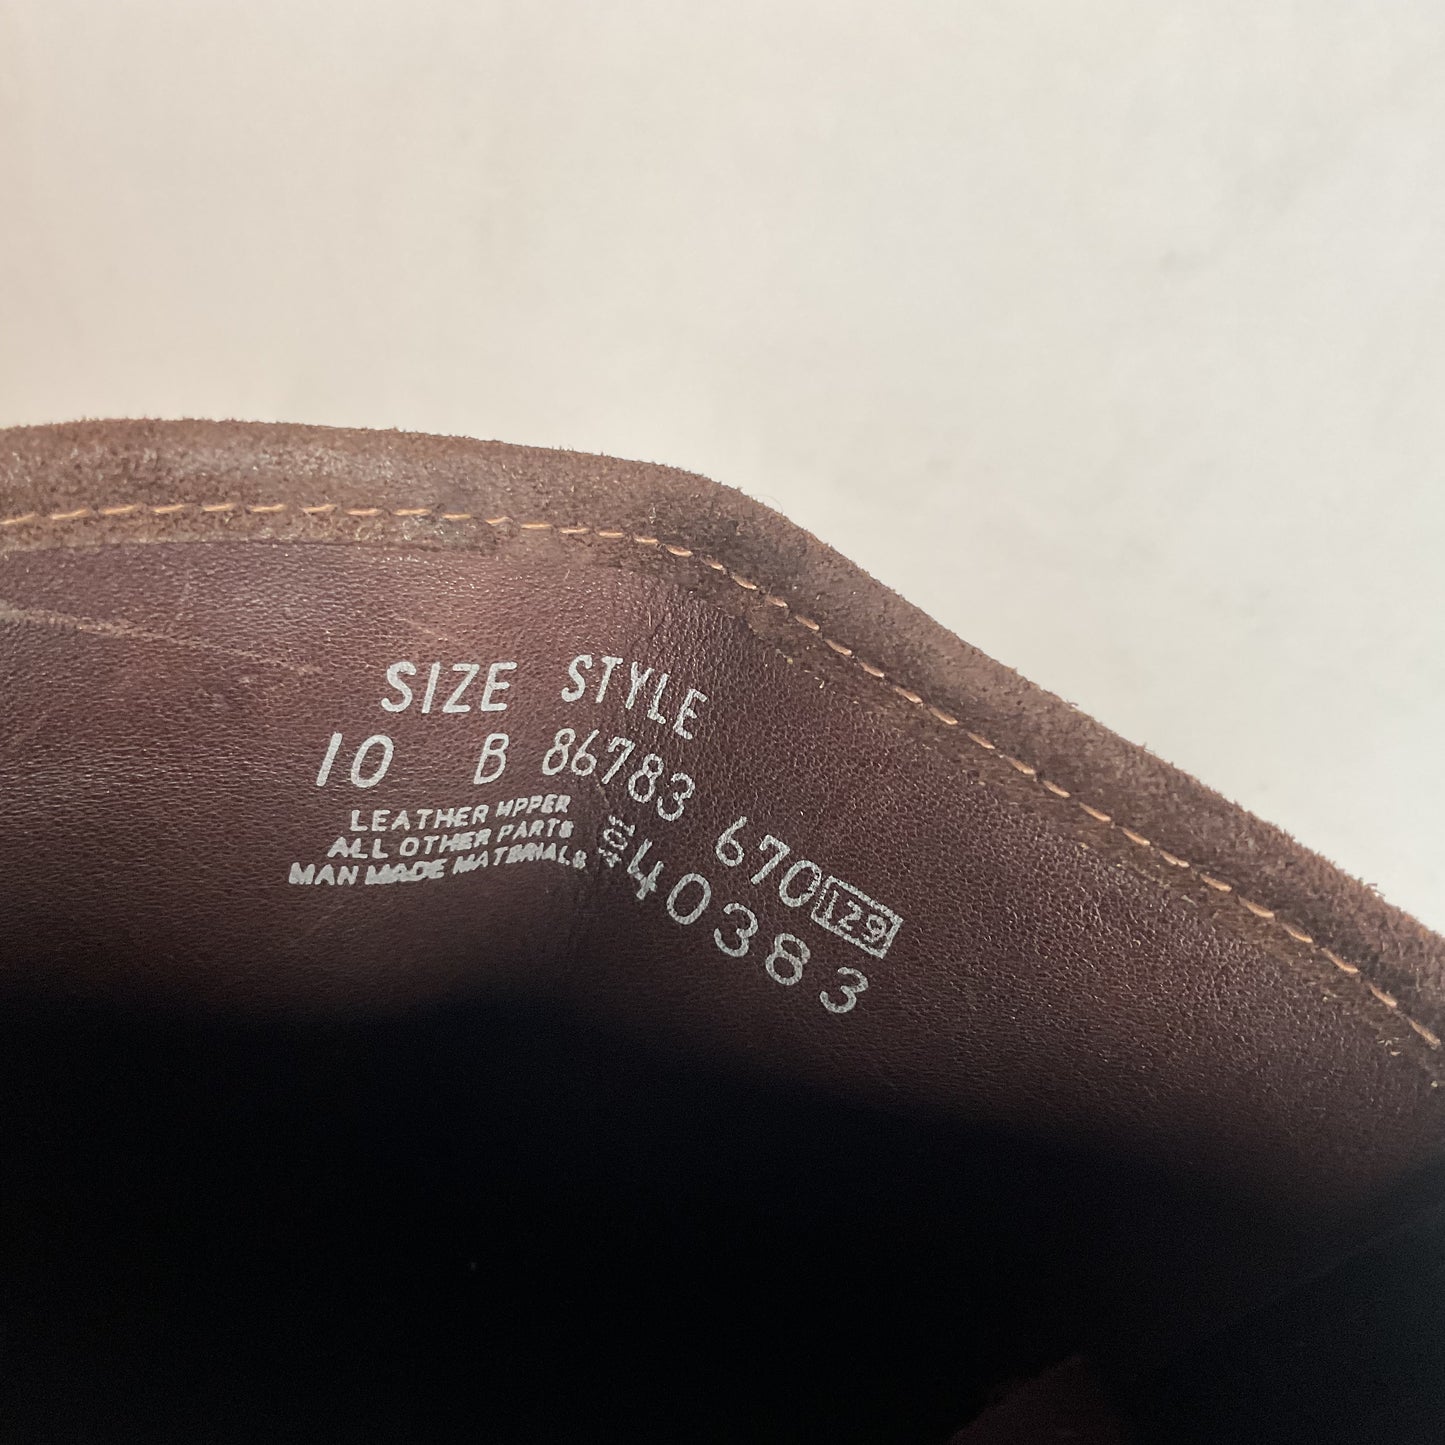 SIZE STYLE
10 B 86783 670 129
LEATHER UPPER
ALL OTHER PARTS
MAN MADE MATERIALS
40383